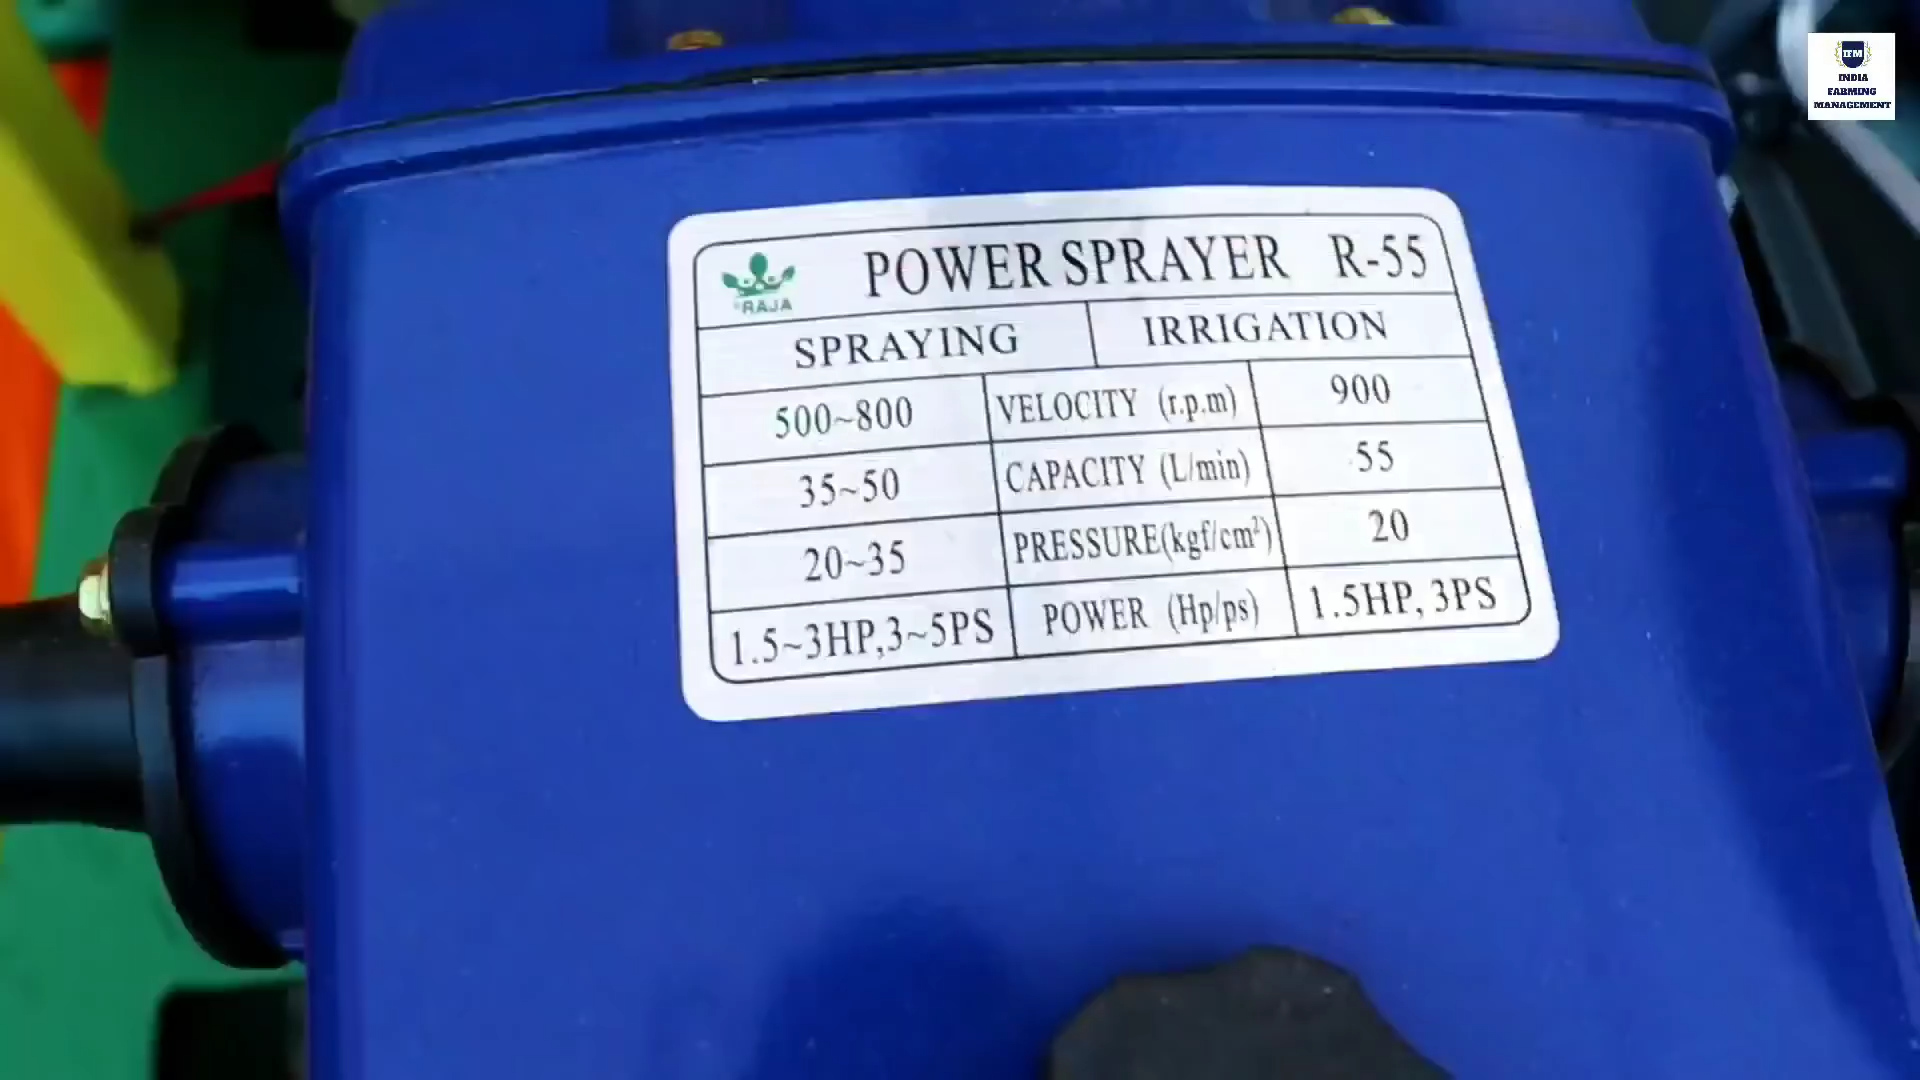 ITM
INDIA
FARMING
MANAGEMENT
RAJA
POWER SPRAYER R-55
SPRAYING IRRIGATION
500~800 VELOCITY (r.p.m) 900
35~50 CAPACITY (L/min) 55
20~35 PRESSURE(kgf/cm²) 20
1.5~3HP,3~5PS POWER (Hp/ps) 1.5HP, 3PS